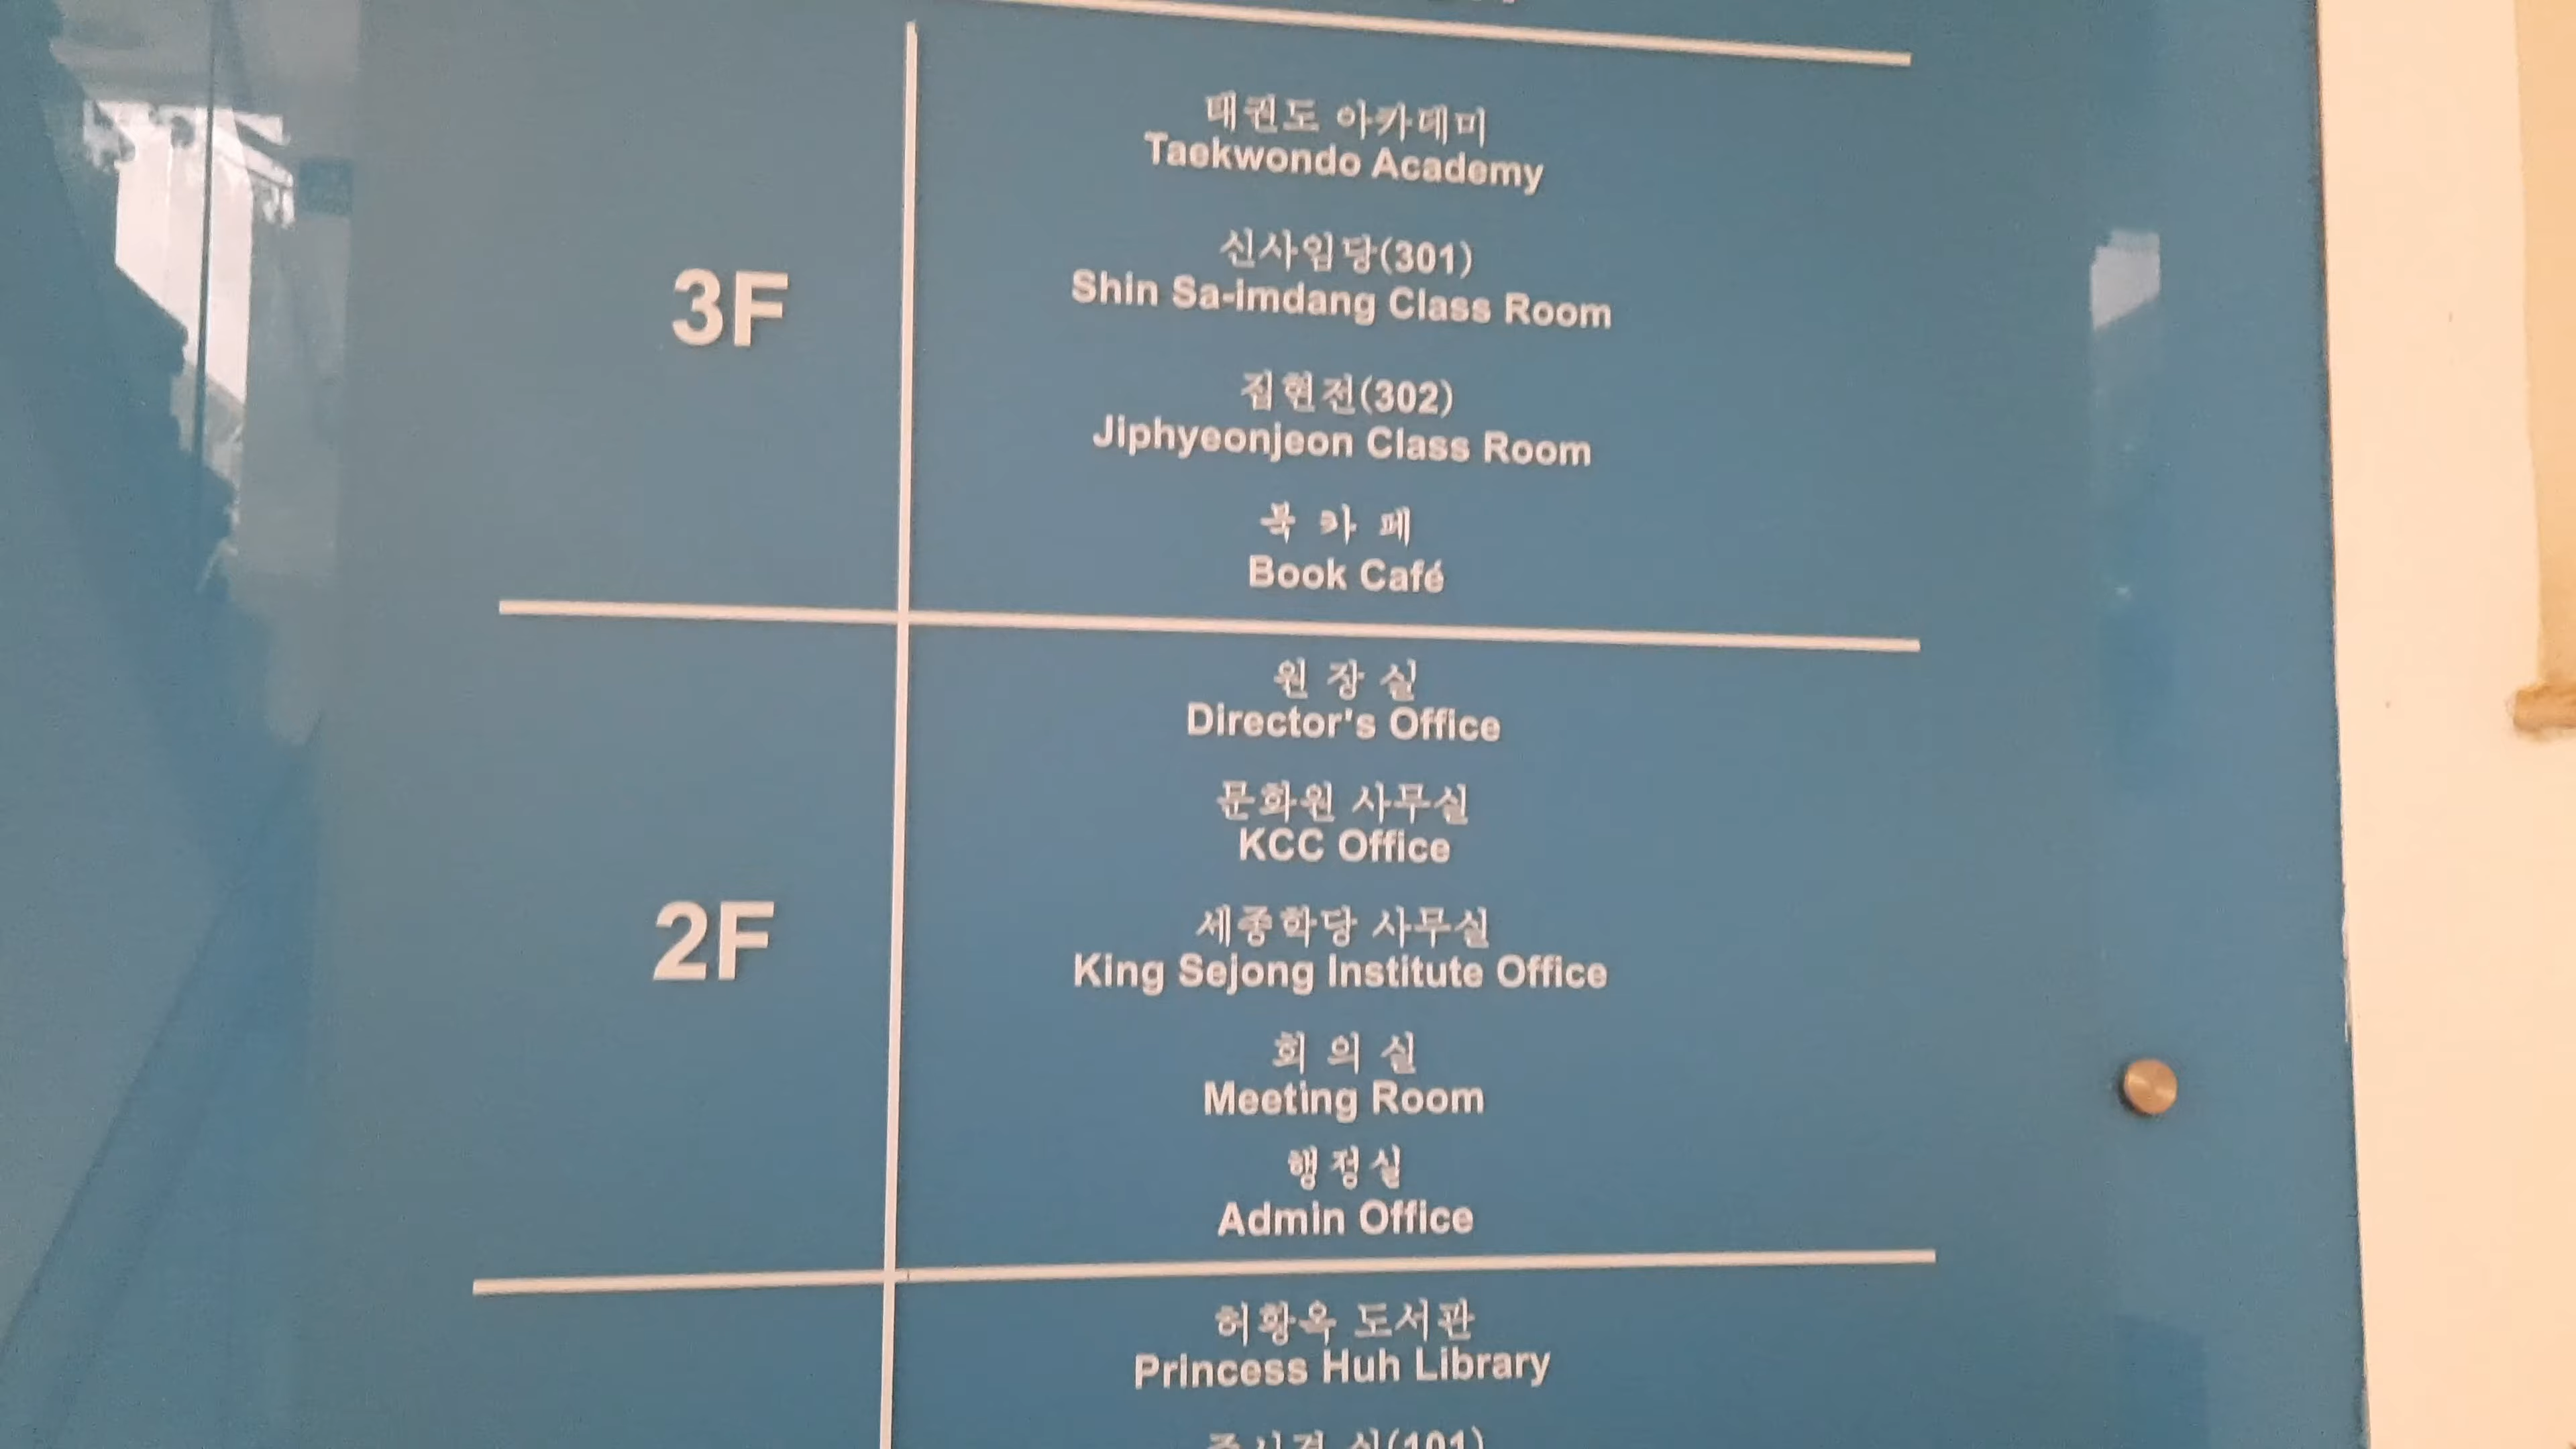 3F
태권도 아카데미
Taekwondo Academy
신사임당(301)
Shin Sa-imdang Class Room
집현전(302)
Jiphyeonjeon Class Room
북 카 페
Book Café
2F
원 장 실
Director's Office
문화원 사무실
KCC Office
세종학당 사무실
King Sejong Institute Office
회 의 실
Meeting Room
행정실
Admin Office
허황옥 도서관
Princess Huh Library